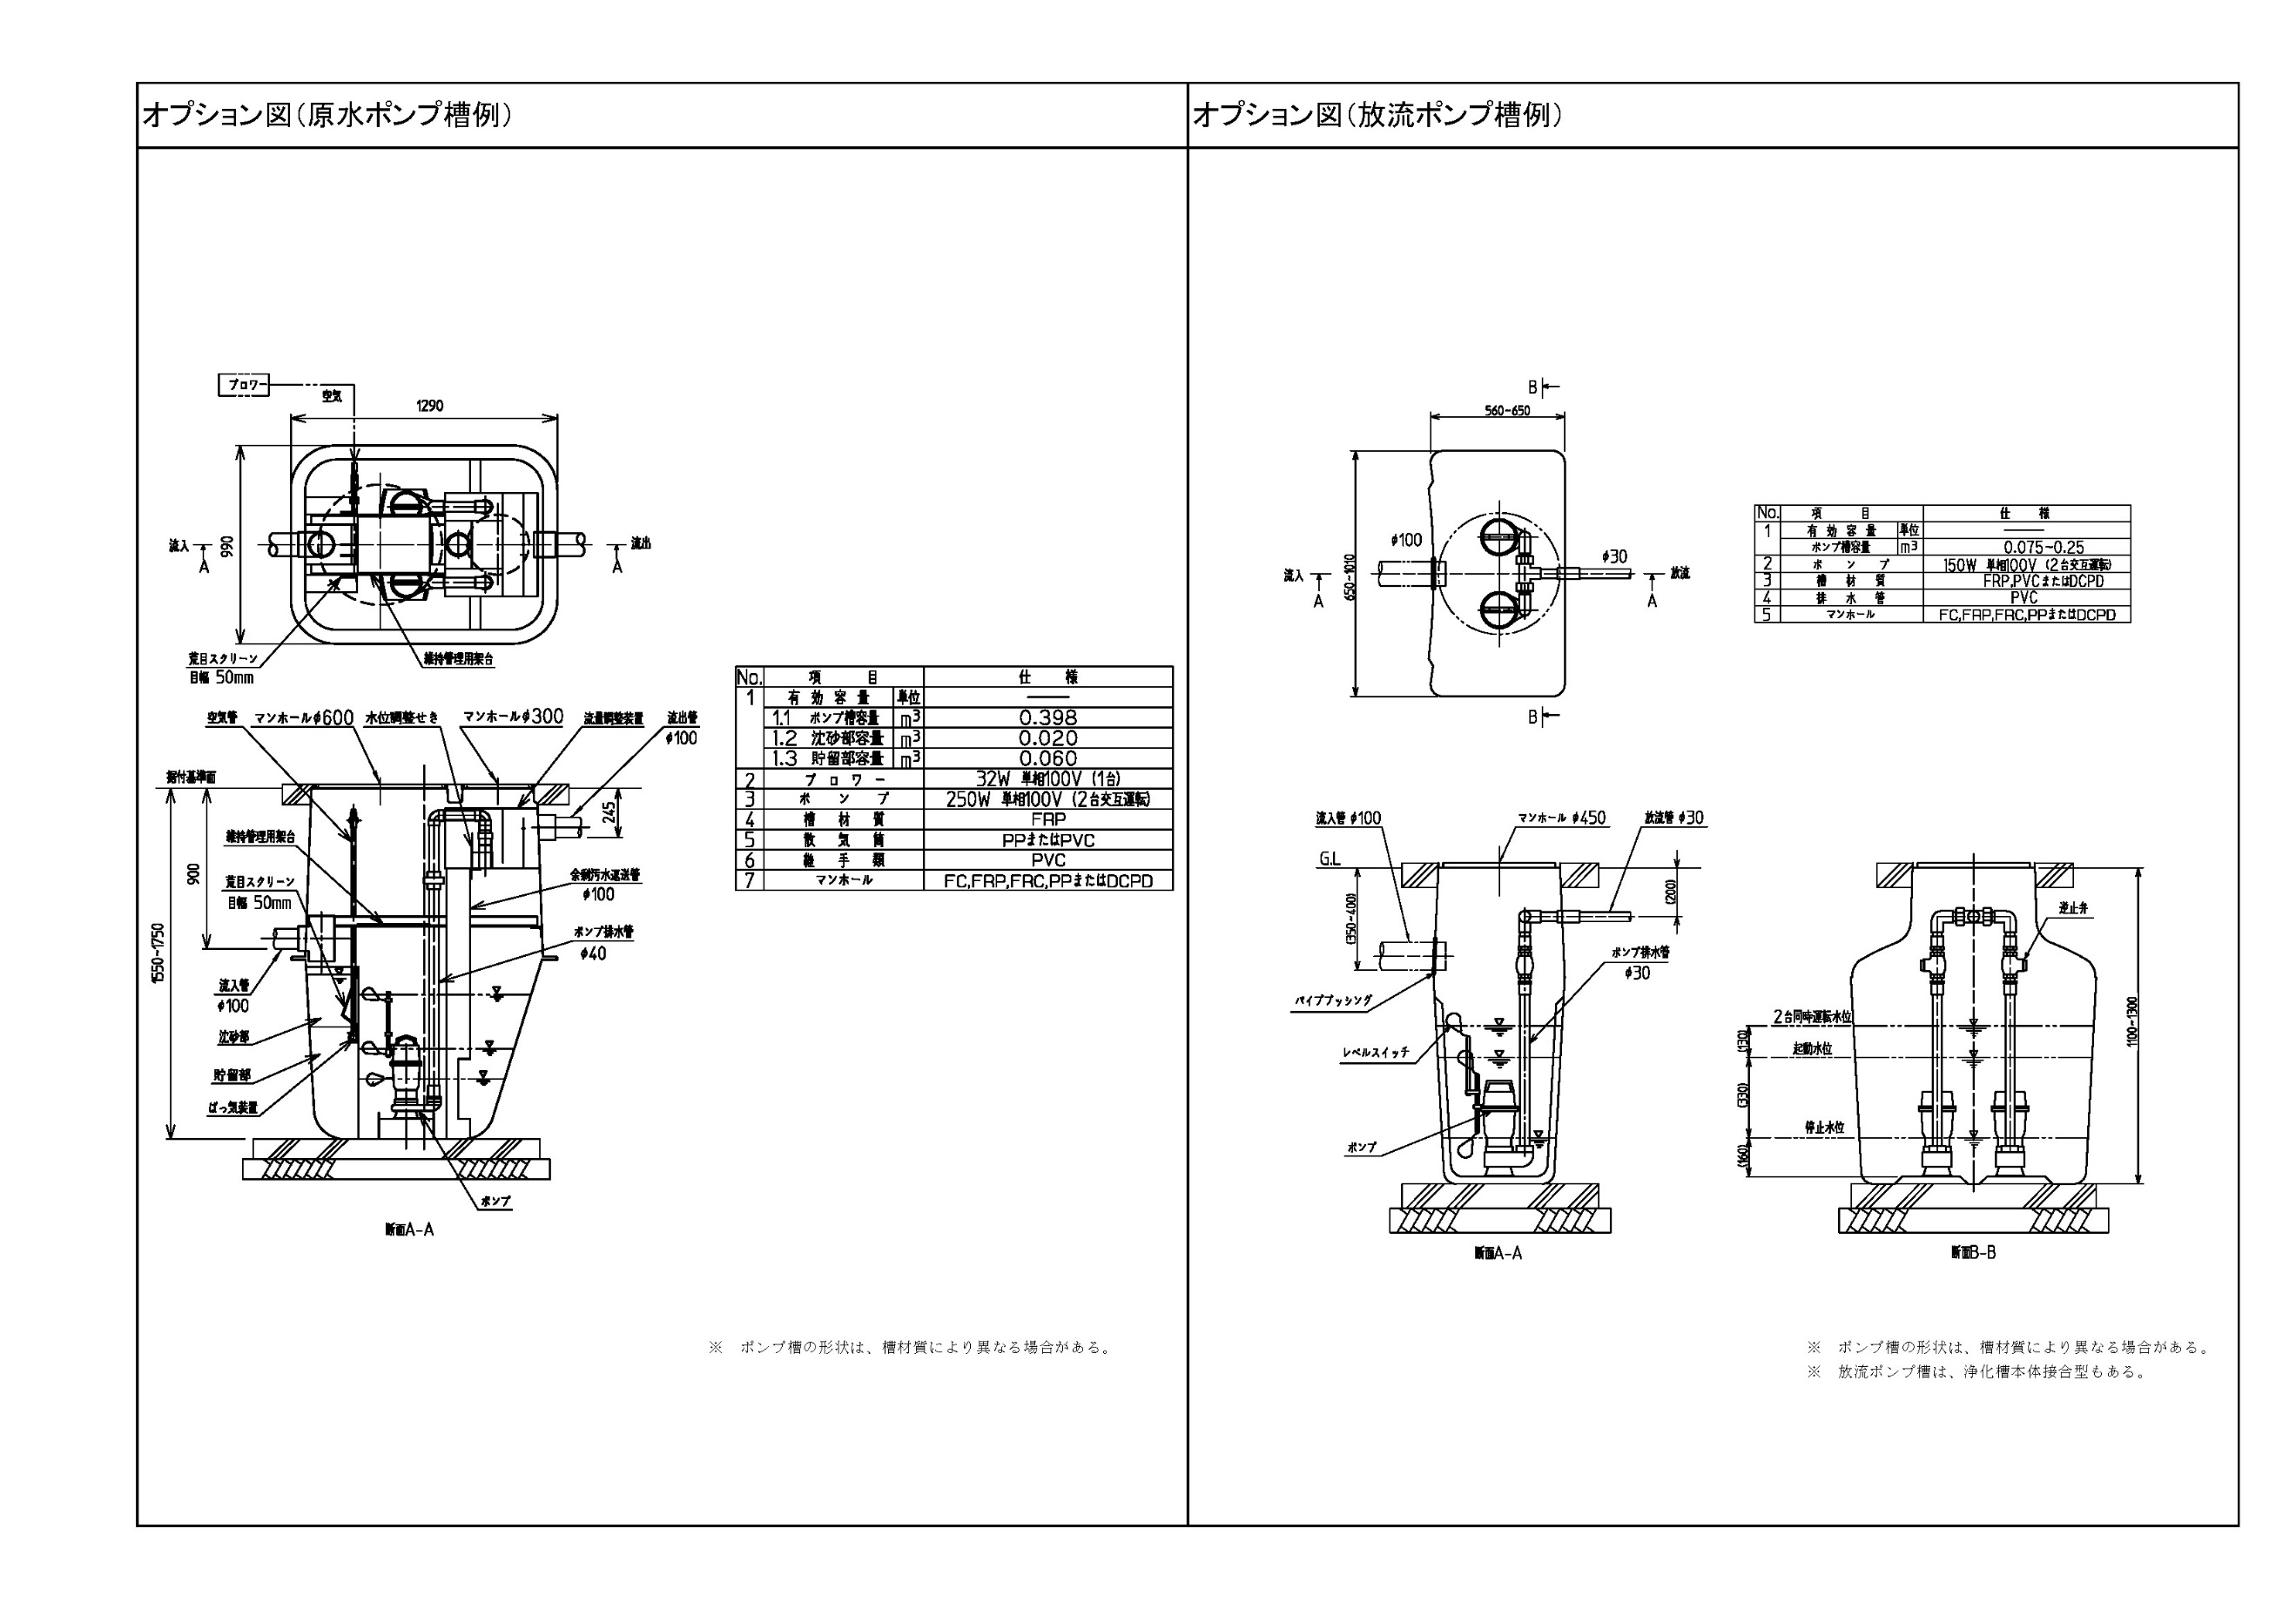 オプション図(原水ポンプ槽例)
ブロワー
空気
1290
990
流入
A
流出
A
荒目スクリーン
目幅 50mm
維持管理用架台
空気管
マンホールφ600
水位調整せき
マンホールφ300
流量調整装置
流出管
φ100
据付基準面
245
900
1550~1750
維持管理用架台
荒目スクリーン
目幅 50mm
余剰汚水返送管
φ100
ポンプ排水管
φ40
流入管
φ100
沈砂部
貯留部
ばっ気装置
ポンプ
断面A-A
No. 項目 仕様
1 有効容量 単位 ―
1.1 ポンプ槽容量 m³ 0.398
1.2 沈砂部容量 m³ 0.020
1.3 貯留部容量 m³ 0.060
2 ブロワー 32W 単相100V (1台)
3 ポンプ 250W 単相100V (2台交互運転)
4 槽材質 FRP
5 散気筒 PPまたはPVC
6 継手類 PVC
7 マンホール FC,FRP,FRC,PPまたはDCPD
※ ポンプ槽の形状は、槽材質により異なる場合がある。
オプション図(放流ポンプ槽例)
B
560~650
650~1010
φ100
φ30
流入
A
放流
A
B
No. 項目 仕様
1 有効容量 単位 ―
ポンプ槽容量 m³ 0.075~0.25
2 ポンプ 150W 単相100V (2台交互運転)
3 槽材質 FRP,PVCまたはDCPD
4 排水管 PVC
5 マンホール FC,FRP,FRC,PPまたはDCPD
流入管 φ100
マンホール φ450
放流管 φ30
G.L
(350~400)
(200)
ポンプ排水管
φ30
パイプブッシング
レベルスイッチ
ポンプ
断面A-A
逆止弁
2台同時運転水位
起動水位
停止水位
(130)
(330)
(160)
1100~1300
断面B-B
※ ポンプ槽の形状は、槽材質により異なる場合がある。
※ 放流ポンプ槽は、浄化槽本体接合型もある。